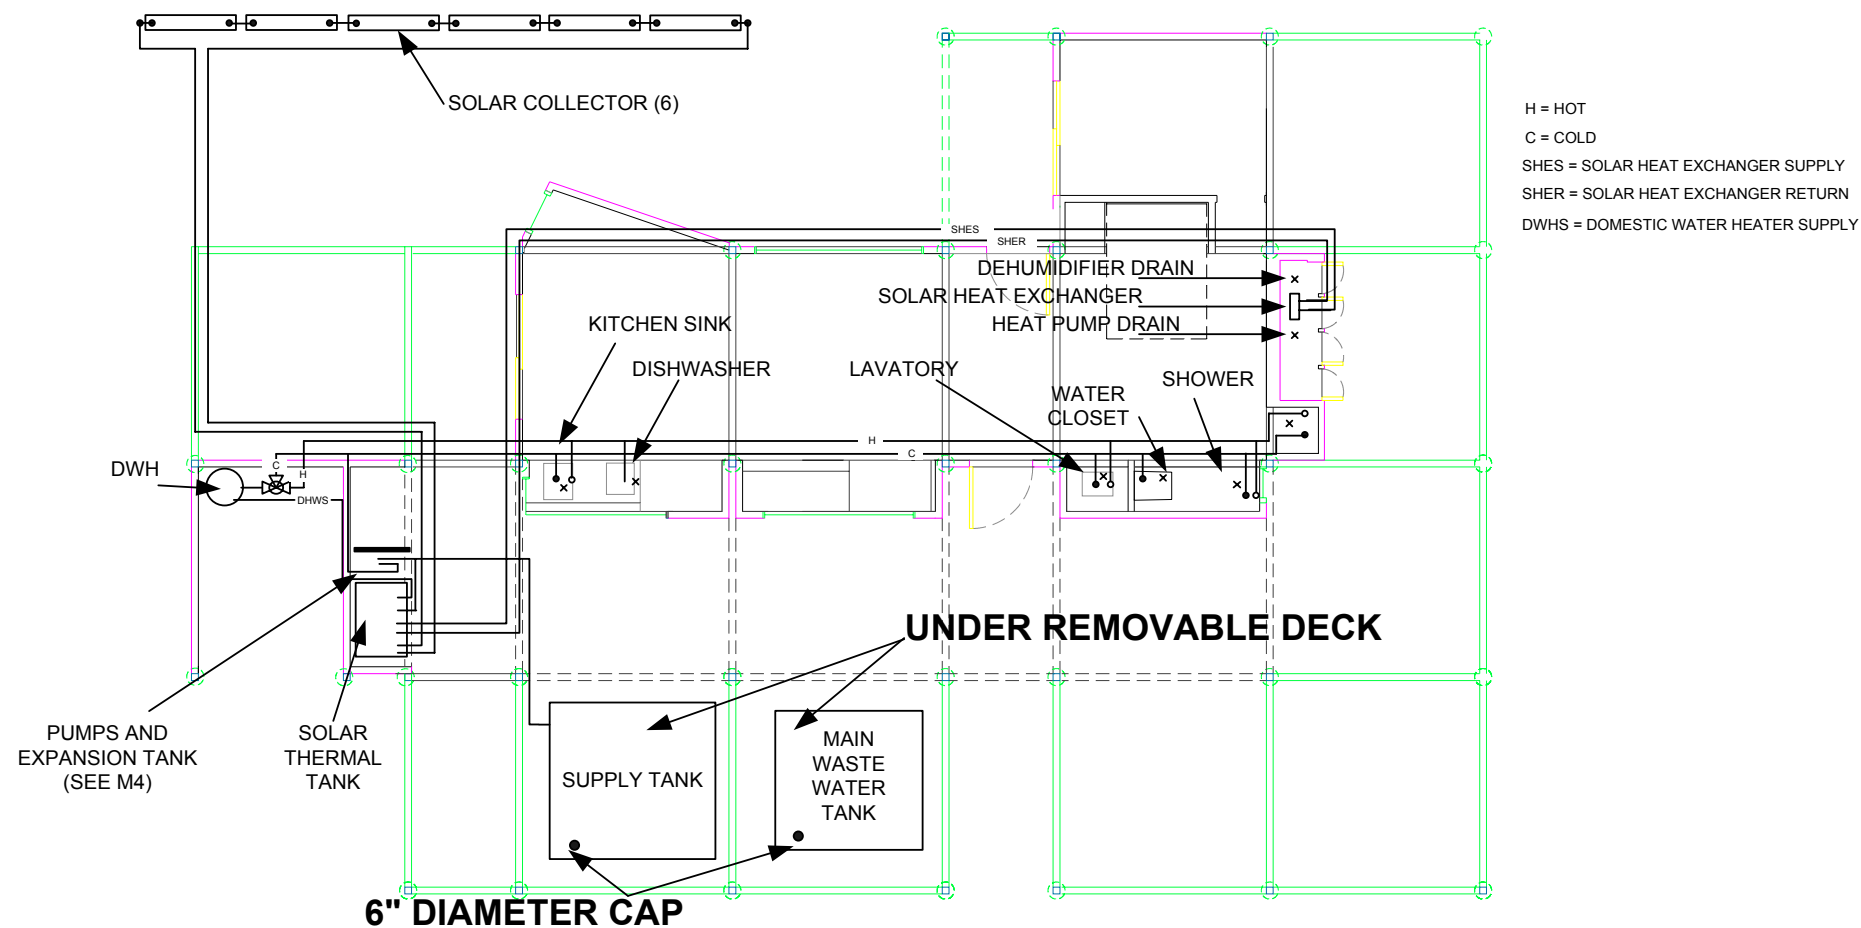 SOLAR COLLECTOR (6)
H = HOT
C = COLD
SHES = SOLAR HEAT EXCHANGER SUPPLY
SHER = SOLAR HEAT EXCHANGER RETURN
DWHS = DOMESTIC WATER HEATER SUPPLY
SHES
SHER
DEHUMIDIFIER DRAIN
SOLAR HEAT EXCHANGER
HEAT PUMP DRAIN
KITCHEN SINK
DISHWASHER
LAVATORY
WATER
CLOSET
SHOWER
H
C
DWH
C
H
DHWS
UNDER REMOVABLE DECK
PUMPS AND
EXPANSION TANK
(SEE M4)
SOLAR
THERMAL
TANK
SUPPLY TANK
MAIN
WASTE
WATER
TANK
6" DIAMETER CAP